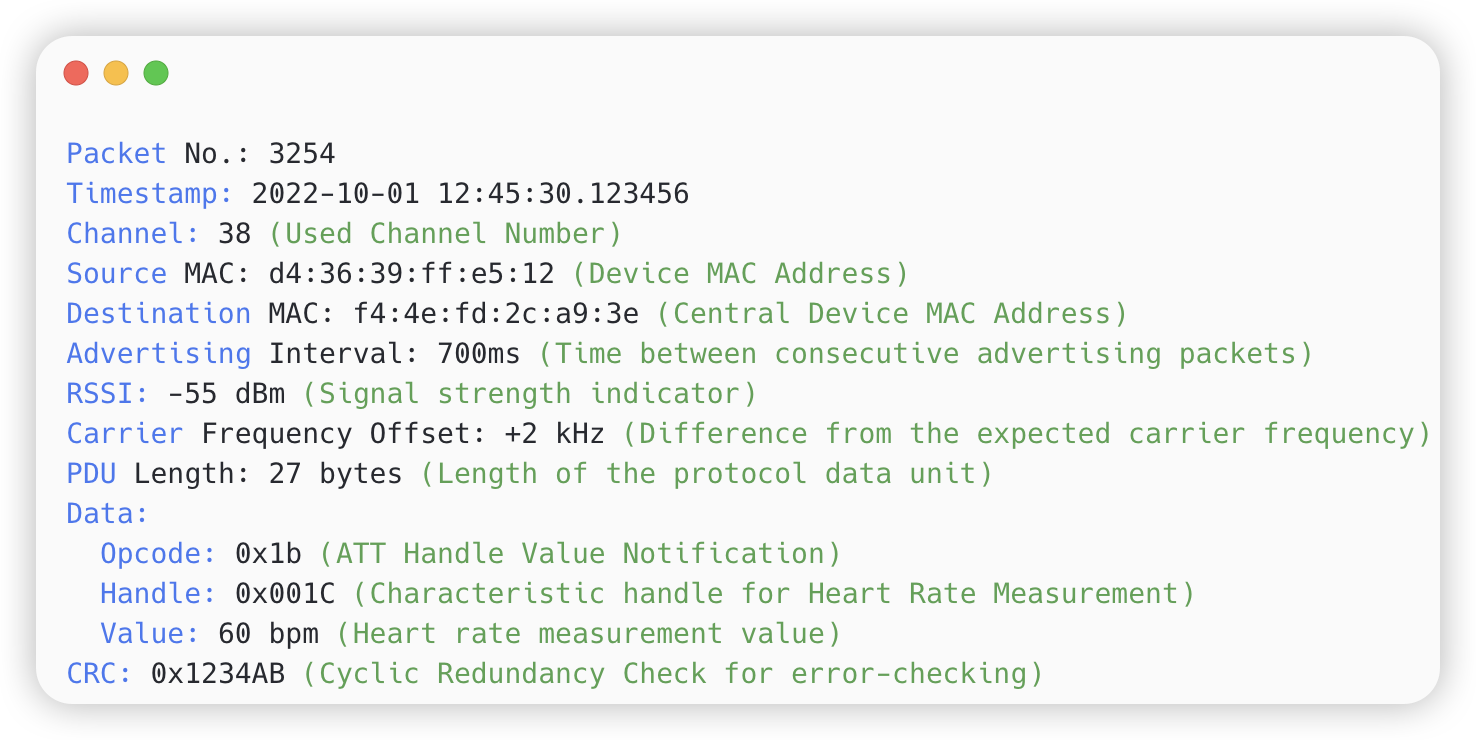 Packet No.: 3254
Timestamp: 2022-10-01 12:45:30.123456
Channel: 38 (Used Channel Number)
Source MAC: d4:36:39:ff:e5:12 (Device MAC Address)
Destination MAC: f4:4e:fd:2c:a9:3e (Central Device MAC Address)
Advertising Interval: 700ms (Time between consecutive advertising packets)
RSSI: -55 dBm (Signal strength indicator)
Carrier Frequency Offset: +2 kHz (Difference from the expected carrier frequency)
PDU Length: 27 bytes (Length of the protocol data unit)
Data:
  Opcode: 0x1b (ATT Handle Value Notification)
  Handle: 0x001C (Characteristic handle for Heart Rate Measurement)
  Value: 60 bpm (Heart rate measurement value)
CRC: 0x1234AB (Cyclic Redundancy Check for error-checking)